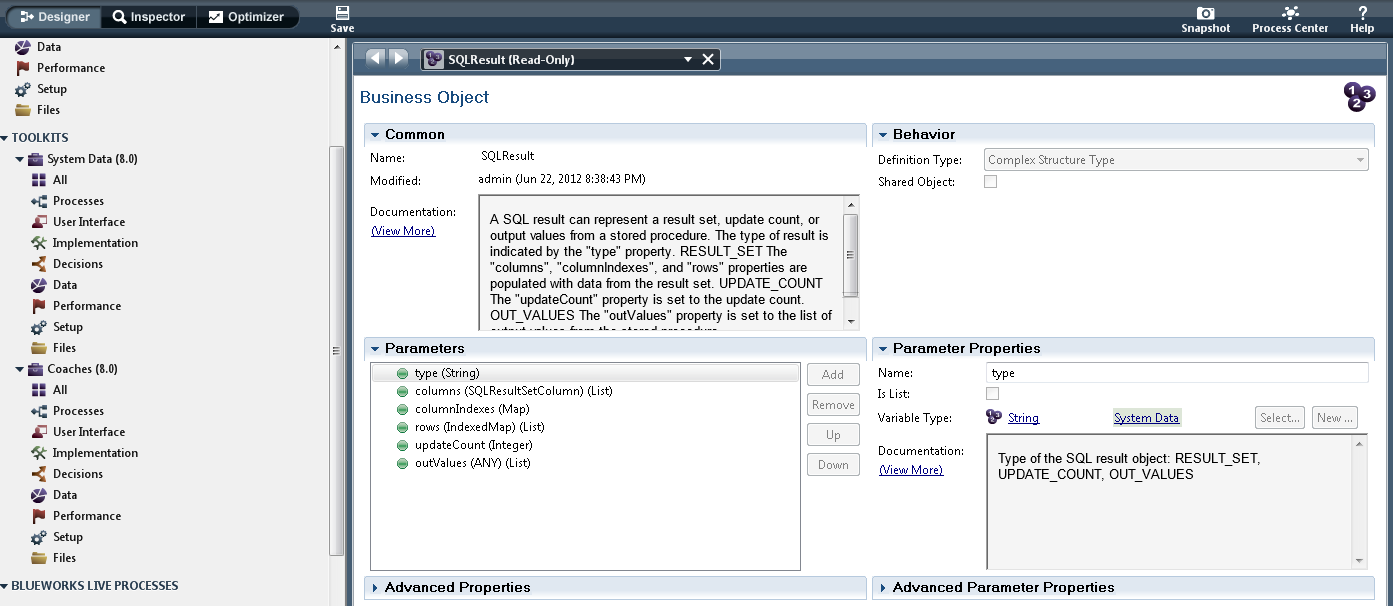 Designer
Inspector
Optimizer
Save
Snapshot
Process Center
Help
Data
Performance
Setup
Files
TOOLKITS
System Data (8.0)
All
Processes
User Interface
Implementation
Decisions
Data
Performance
Setup
Files
Coaches (8.0)
All
Processes
User Interface
Implementation
Decisions
Data
Performance
Setup
Files
BLUEWORKS LIVE PROCESSES
SQLResult (Read-Only)
Business Object
1 2 3
Common
Name: SQLResult
Modified: admin (Jun 22, 2012 8:38:43 PM)
Documentation:
(View More)
A SQL result can represent a result set, update count, or
output values from a stored procedure. The type of result is
indicated by the "type" property. RESULT_SET The
"columns", "columnIndexes", and "rows" properties are
populated with data from the result set. UPDATE_COUNT
The "updateCount" property is set to the update count.
OUT_VALUES The "outValues" property is set to the list of
output values from the stored procedure.
Behavior
Definition Type: Complex Structure Type
Shared Object:
Parameters
type (String)
columns (SQLResultSetColumn) (List)
columnIndexes (Map)
rows (IndexedMap) (List)
updateCount (Integer)
outValues (ANY) (List)
Add
Remove
Up
Down
Parameter Properties
Name: type
Is List:
Variable Type: String System Data Select... New ...
Documentation:
(View More)
Type of the SQL result object: RESULT_SET,
UPDATE_COUNT, OUT_VALUES
Advanced Properties
Advanced Parameter Properties